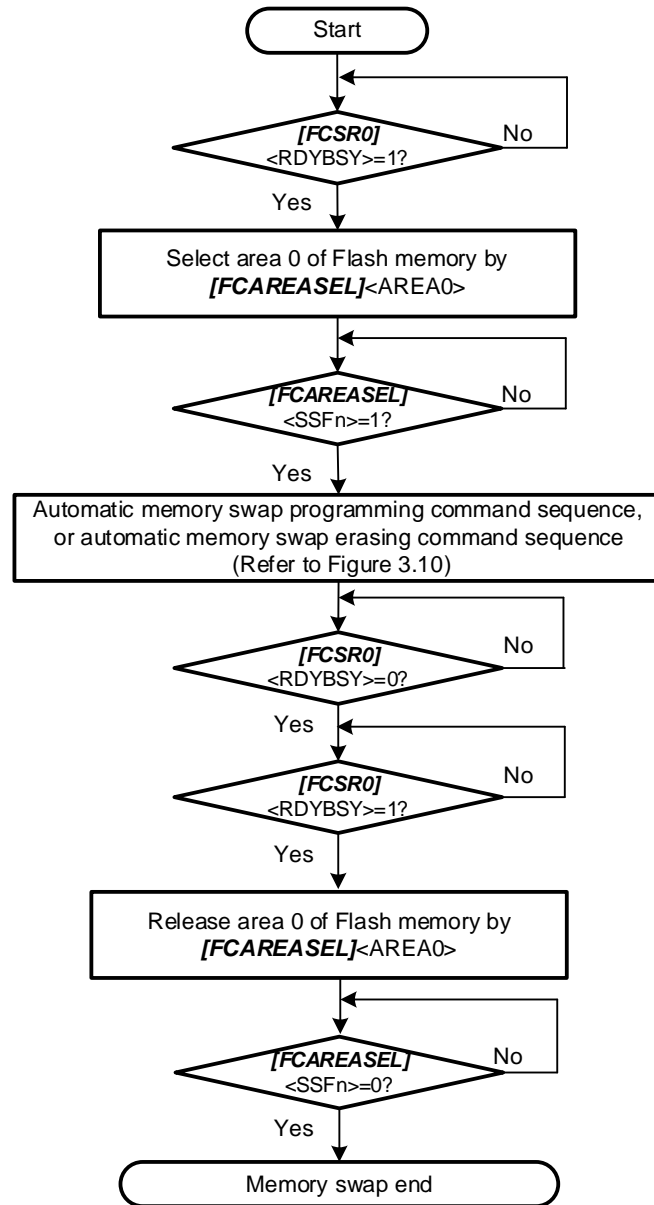 Start
[FCSR0]
<RDYBSY>=1?
No
Yes
Select area 0 of Flash memory by
[FCAREASEL]<AREA0>
[FCAREASEL]
<SSFn>=1?
No
Yes
Automatic memory swap programming command sequence,
or automatic memory swap erasing command sequence
(Refer to Figure 3.10)
[FCSR0]
<RDYBSY>=0?
No
Yes
[FCSR0]
<RDYBSY>=1?
No
Yes
Release area 0 of Flash memory by
[FCAREASEL]<AREA0>
[FCAREASEL]
<SSFn>=0?
No
Yes
Memory swap end